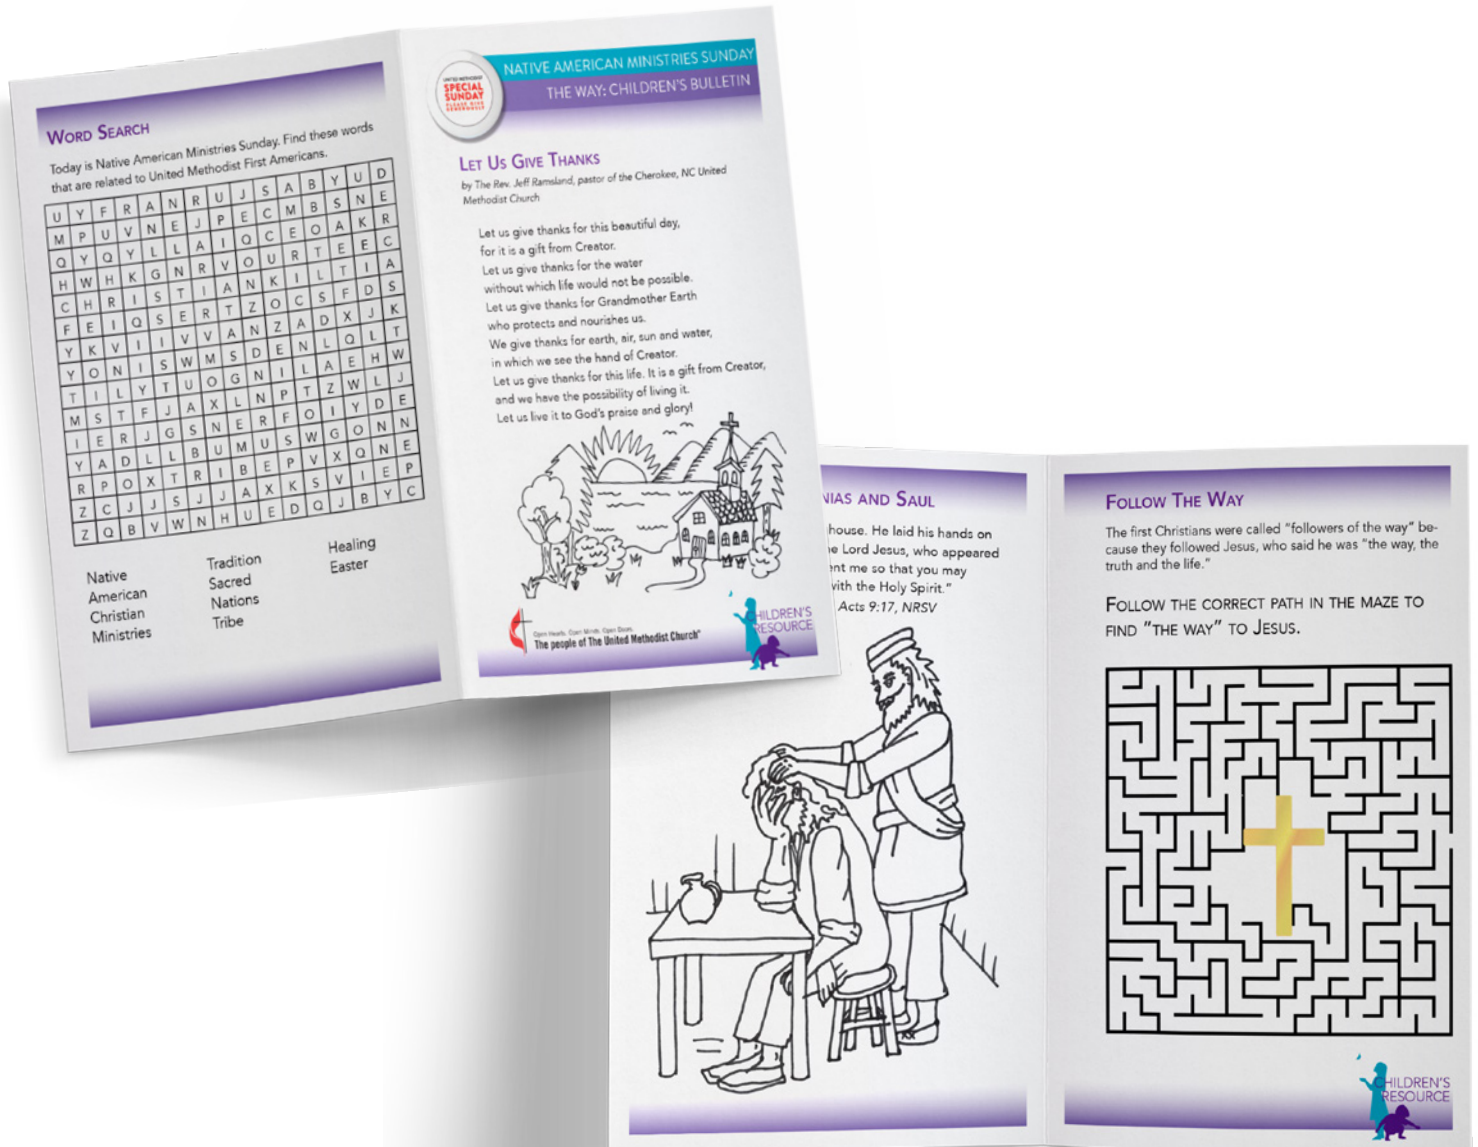 WORD SEARCH
Today is Native American Ministries Sunday. Find these words
that are related to United Methodist First Americans.
U Y F R A N R U J S A B Y U D
M P U V N E J P E C M B S N E
Q Y Q Y L L A I Q C E O A K R
H W H K G N R V O U R T E E C
C H R I S T I A N K I L T I A
F E I Q S E R T Z O C S F D S
Y K V I I V V A N Z A D X J K
Y O N I S W M S D E N L Q L T
T I L Y T U O G N I L A E H W
M S T F J A X L N P T Z W L J
I E R J G S N E R F O I Y D E
Y A D L L B U M U S W G O N N
R P O X T R I B E P V X Q N E
Z C J J S J J A X K S V I E P
Z Q B V W N H U E D Q J B Y C
Native
American
Christian
Ministries
Tradition
Sacred
Nations
Tribe
Healing
Easter
UNITED METHODIST
SPECIAL
SUNDAY
PLEASE GIVE
GENEROUSLY
NATIVE AMERICAN MINISTRIES SUNDAY
THE WAY: CHILDREN'S BULLETIN
LET US GIVE THANKS
by The Rev. Jeff Ramsland, pastor of the Cherokee, NC United
Methodist Church
Let us give thanks for this beautiful day,
for it is a gift from Creator.
Let us give thanks for the water
without which life would not be possible.
Let us give thanks for Grandmother Earth
who protects and nourishes us.
We give thanks for earth, air, sun and water,
in which we see the hand of Creator.
Let us give thanks for this life. It is a gift from Creator,
and we have the possibility of living it.
Let us live it to God's praise and glory!
Open Hearts. Open Minds. Open Doors.
The people of The United Methodist Church®
CHILDREN'S
RESOURCE
NIAS AND SAUL
house. He laid his hands on
e Lord Jesus, who appeared
nt me so that you may
with the Holy Spirit."
Acts 9:17, NRSV
FOLLOW THE WAY
The first Christians were called "followers of the way" be-
cause they followed Jesus, who said he was "the way, the
truth and the life."
FOLLOW THE CORRECT PATH IN THE MAZE TO
FIND "THE WAY" TO JESUS.
CHILDREN'S
RESOURCE